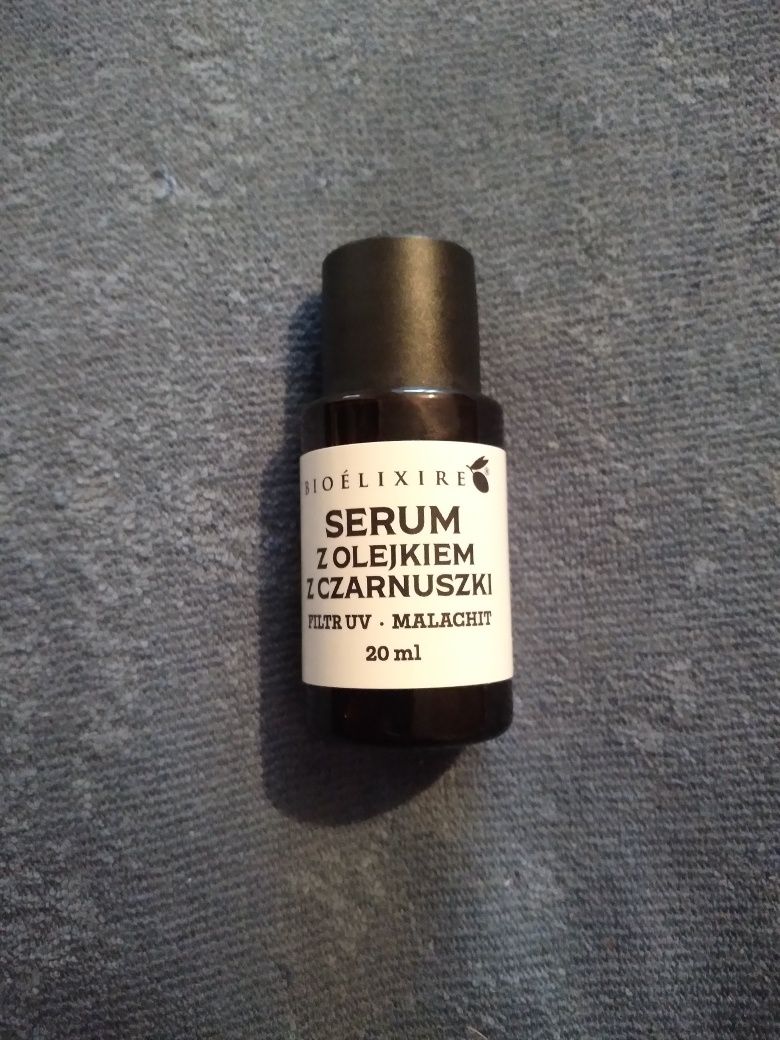 BIOÉLIXIRE®
SERUM
Z OLEJKIEM
Z CZARNUSZKI
FILTR UV · MALACHIT
20 ml